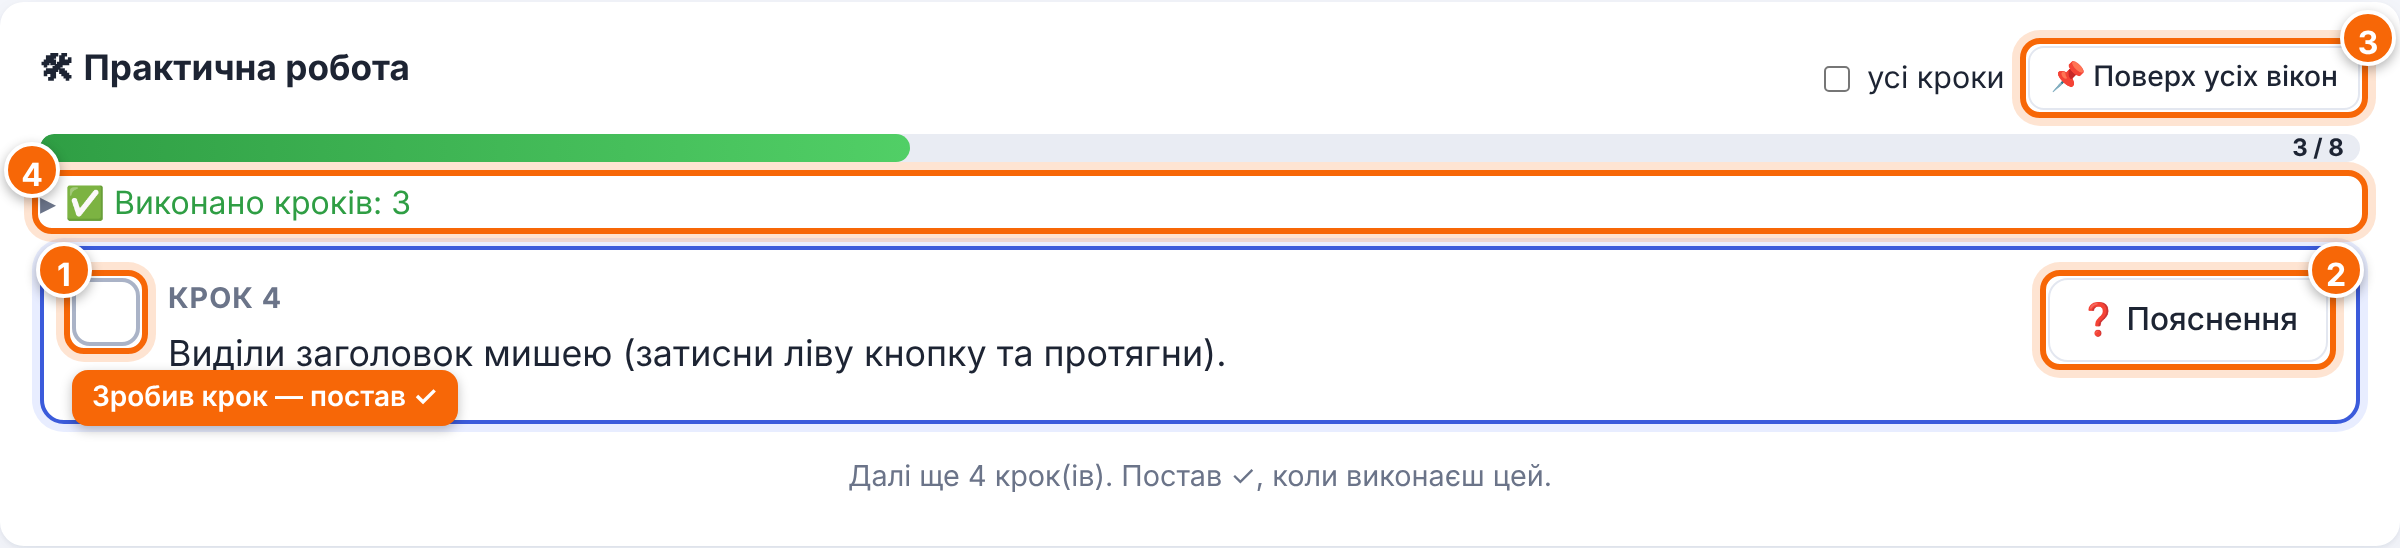 🛠 Практична робота
усі кроки
📌 Поверх усіх вікон
3
3 / 8
4
✅ Виконано кроків: 3
1
КРОК 4
Виділи заголовок мишею (затисни ліву кнопку та протягни).
❓ Пояснення
2
Зробив крок — постав ✓
Далі ще 4 крок(ів). Постав ✓, коли виконаєш цей.